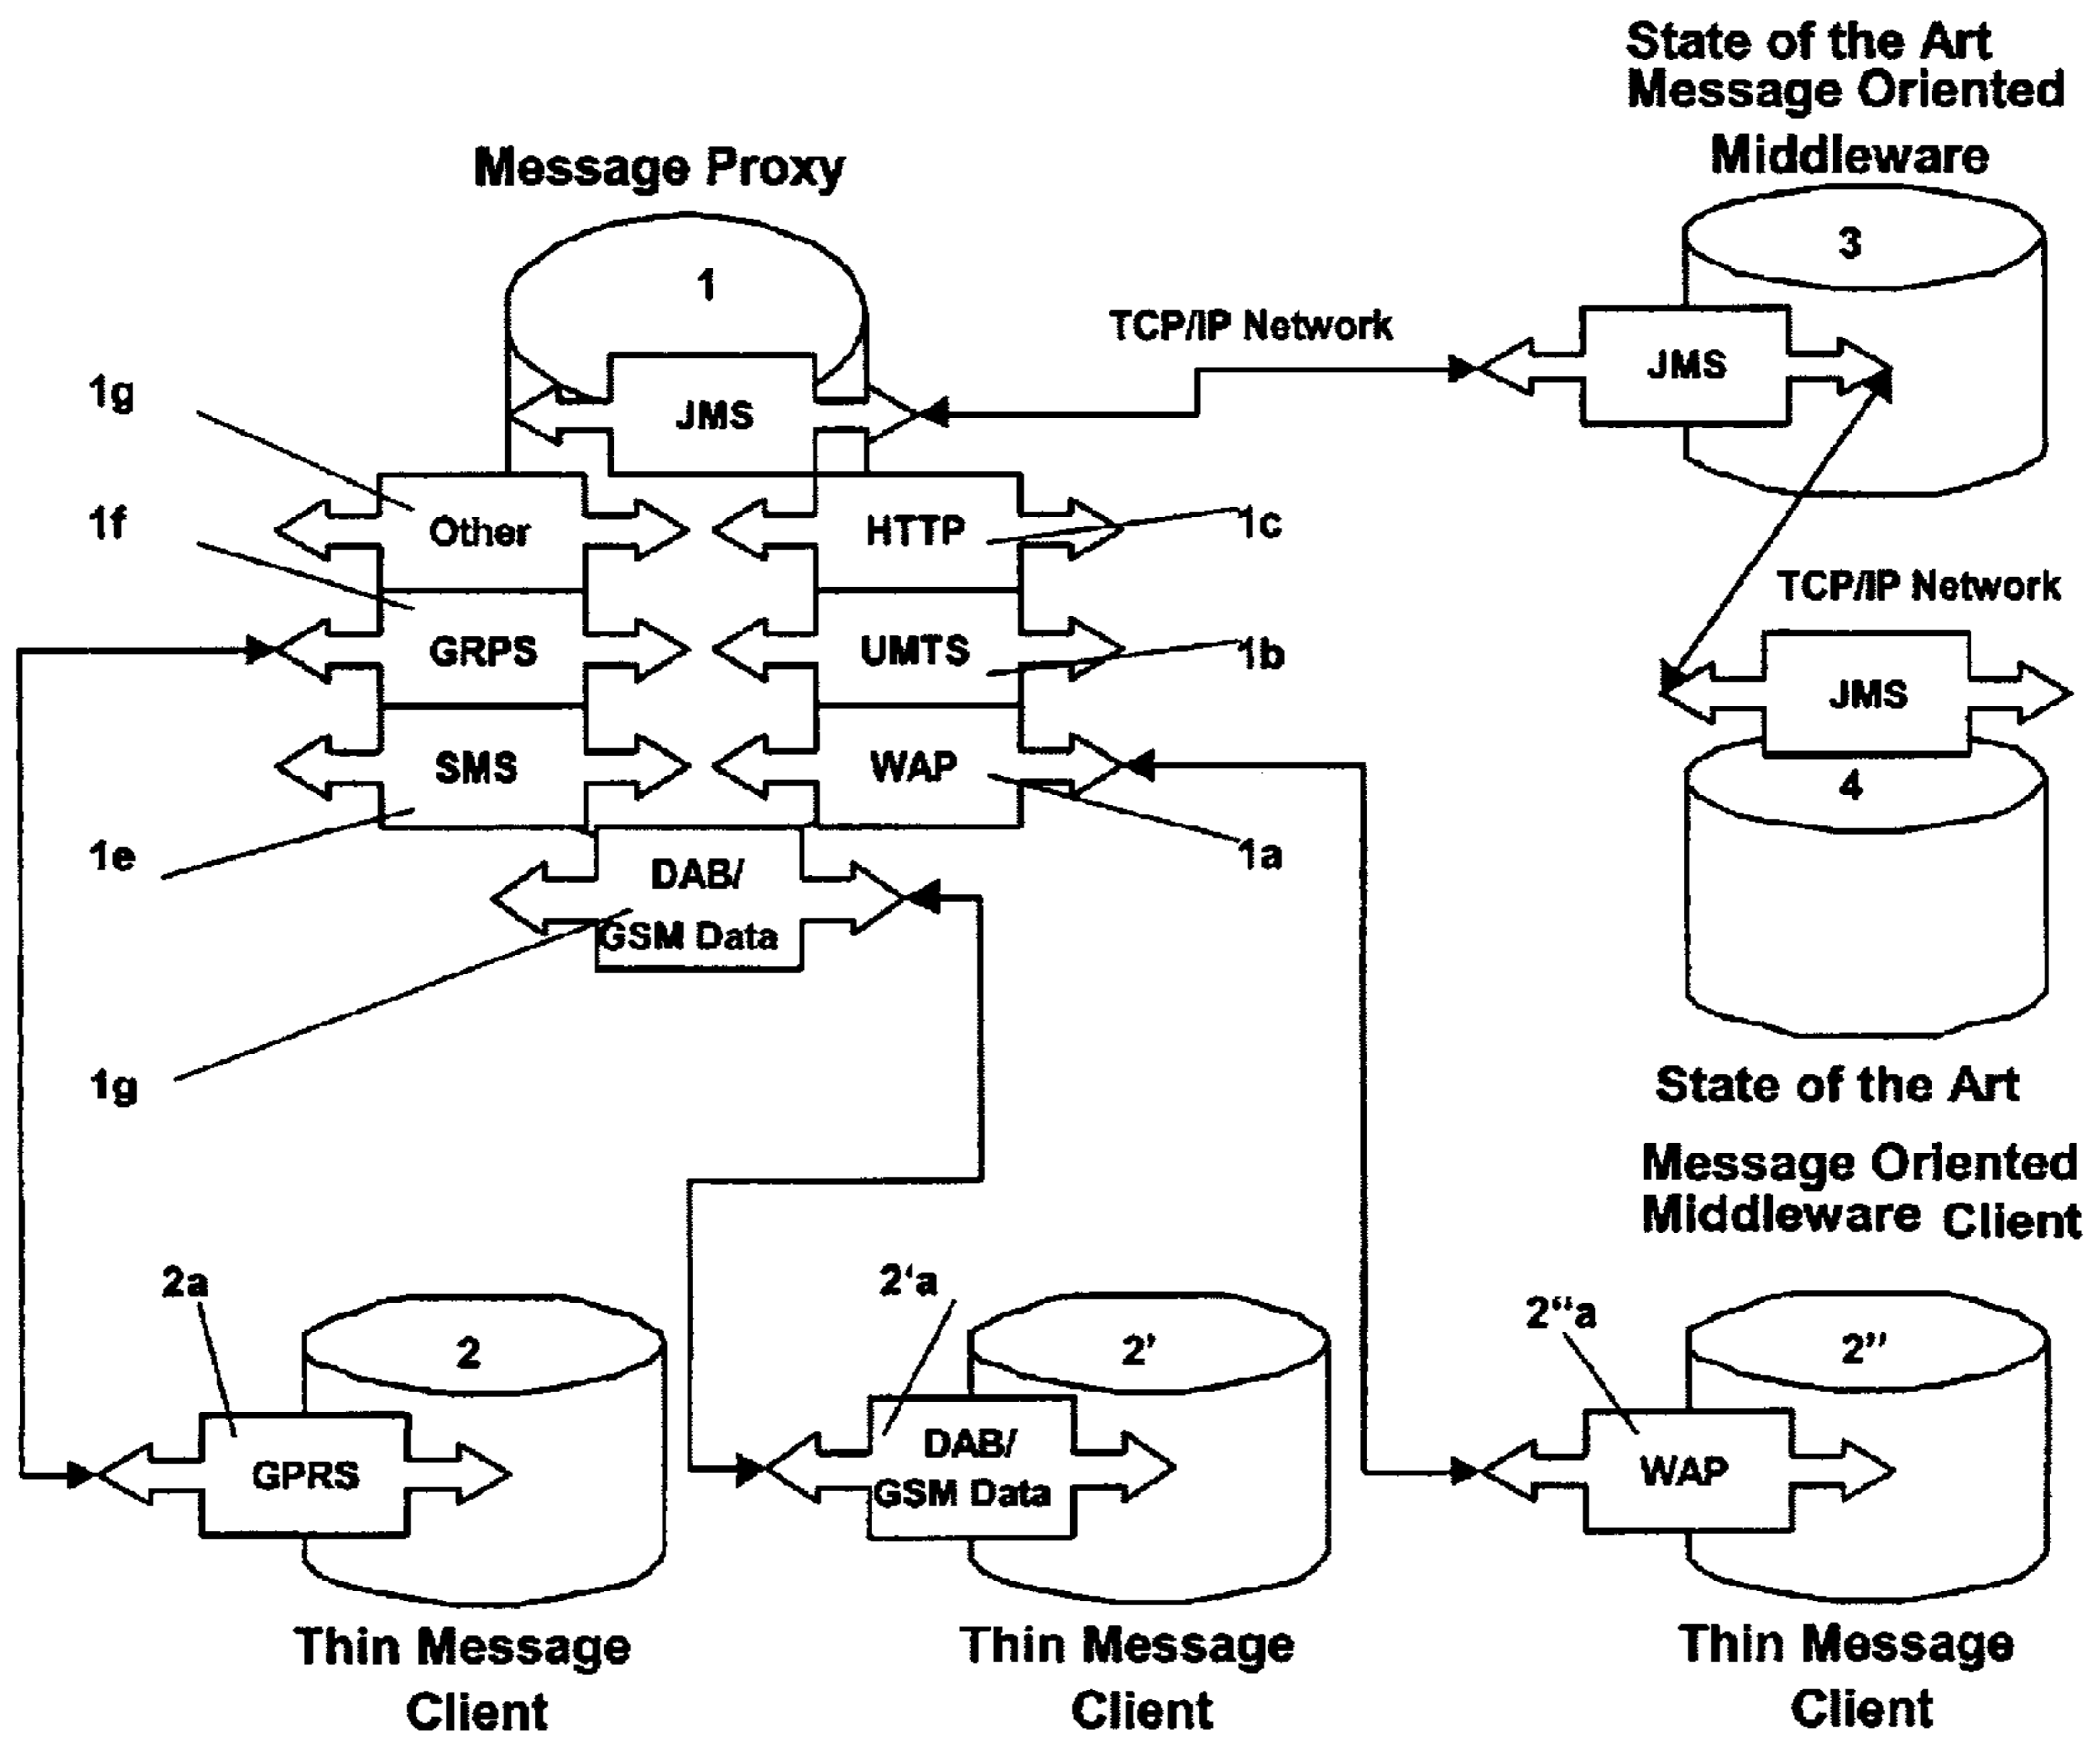 State of the Art
Message Oriented
Middleware
Message Proxy
3
1
TCP/IP Network
JMS
JMS
1g
1f
Other
HTTP
1c
TCP/IP Network
GRPS
UMTS
1b
JMS
SMS
WAP
4
1e
1a
DAB/
GSM Data
1g
State of the Art
Message Oriented
Middleware Client
2a
2'a
2"a
2
2'
2"
GPRS
DAB/
GSM Data
WAP
Thin Message
Client
Thin Message
Client
Thin Message
Client